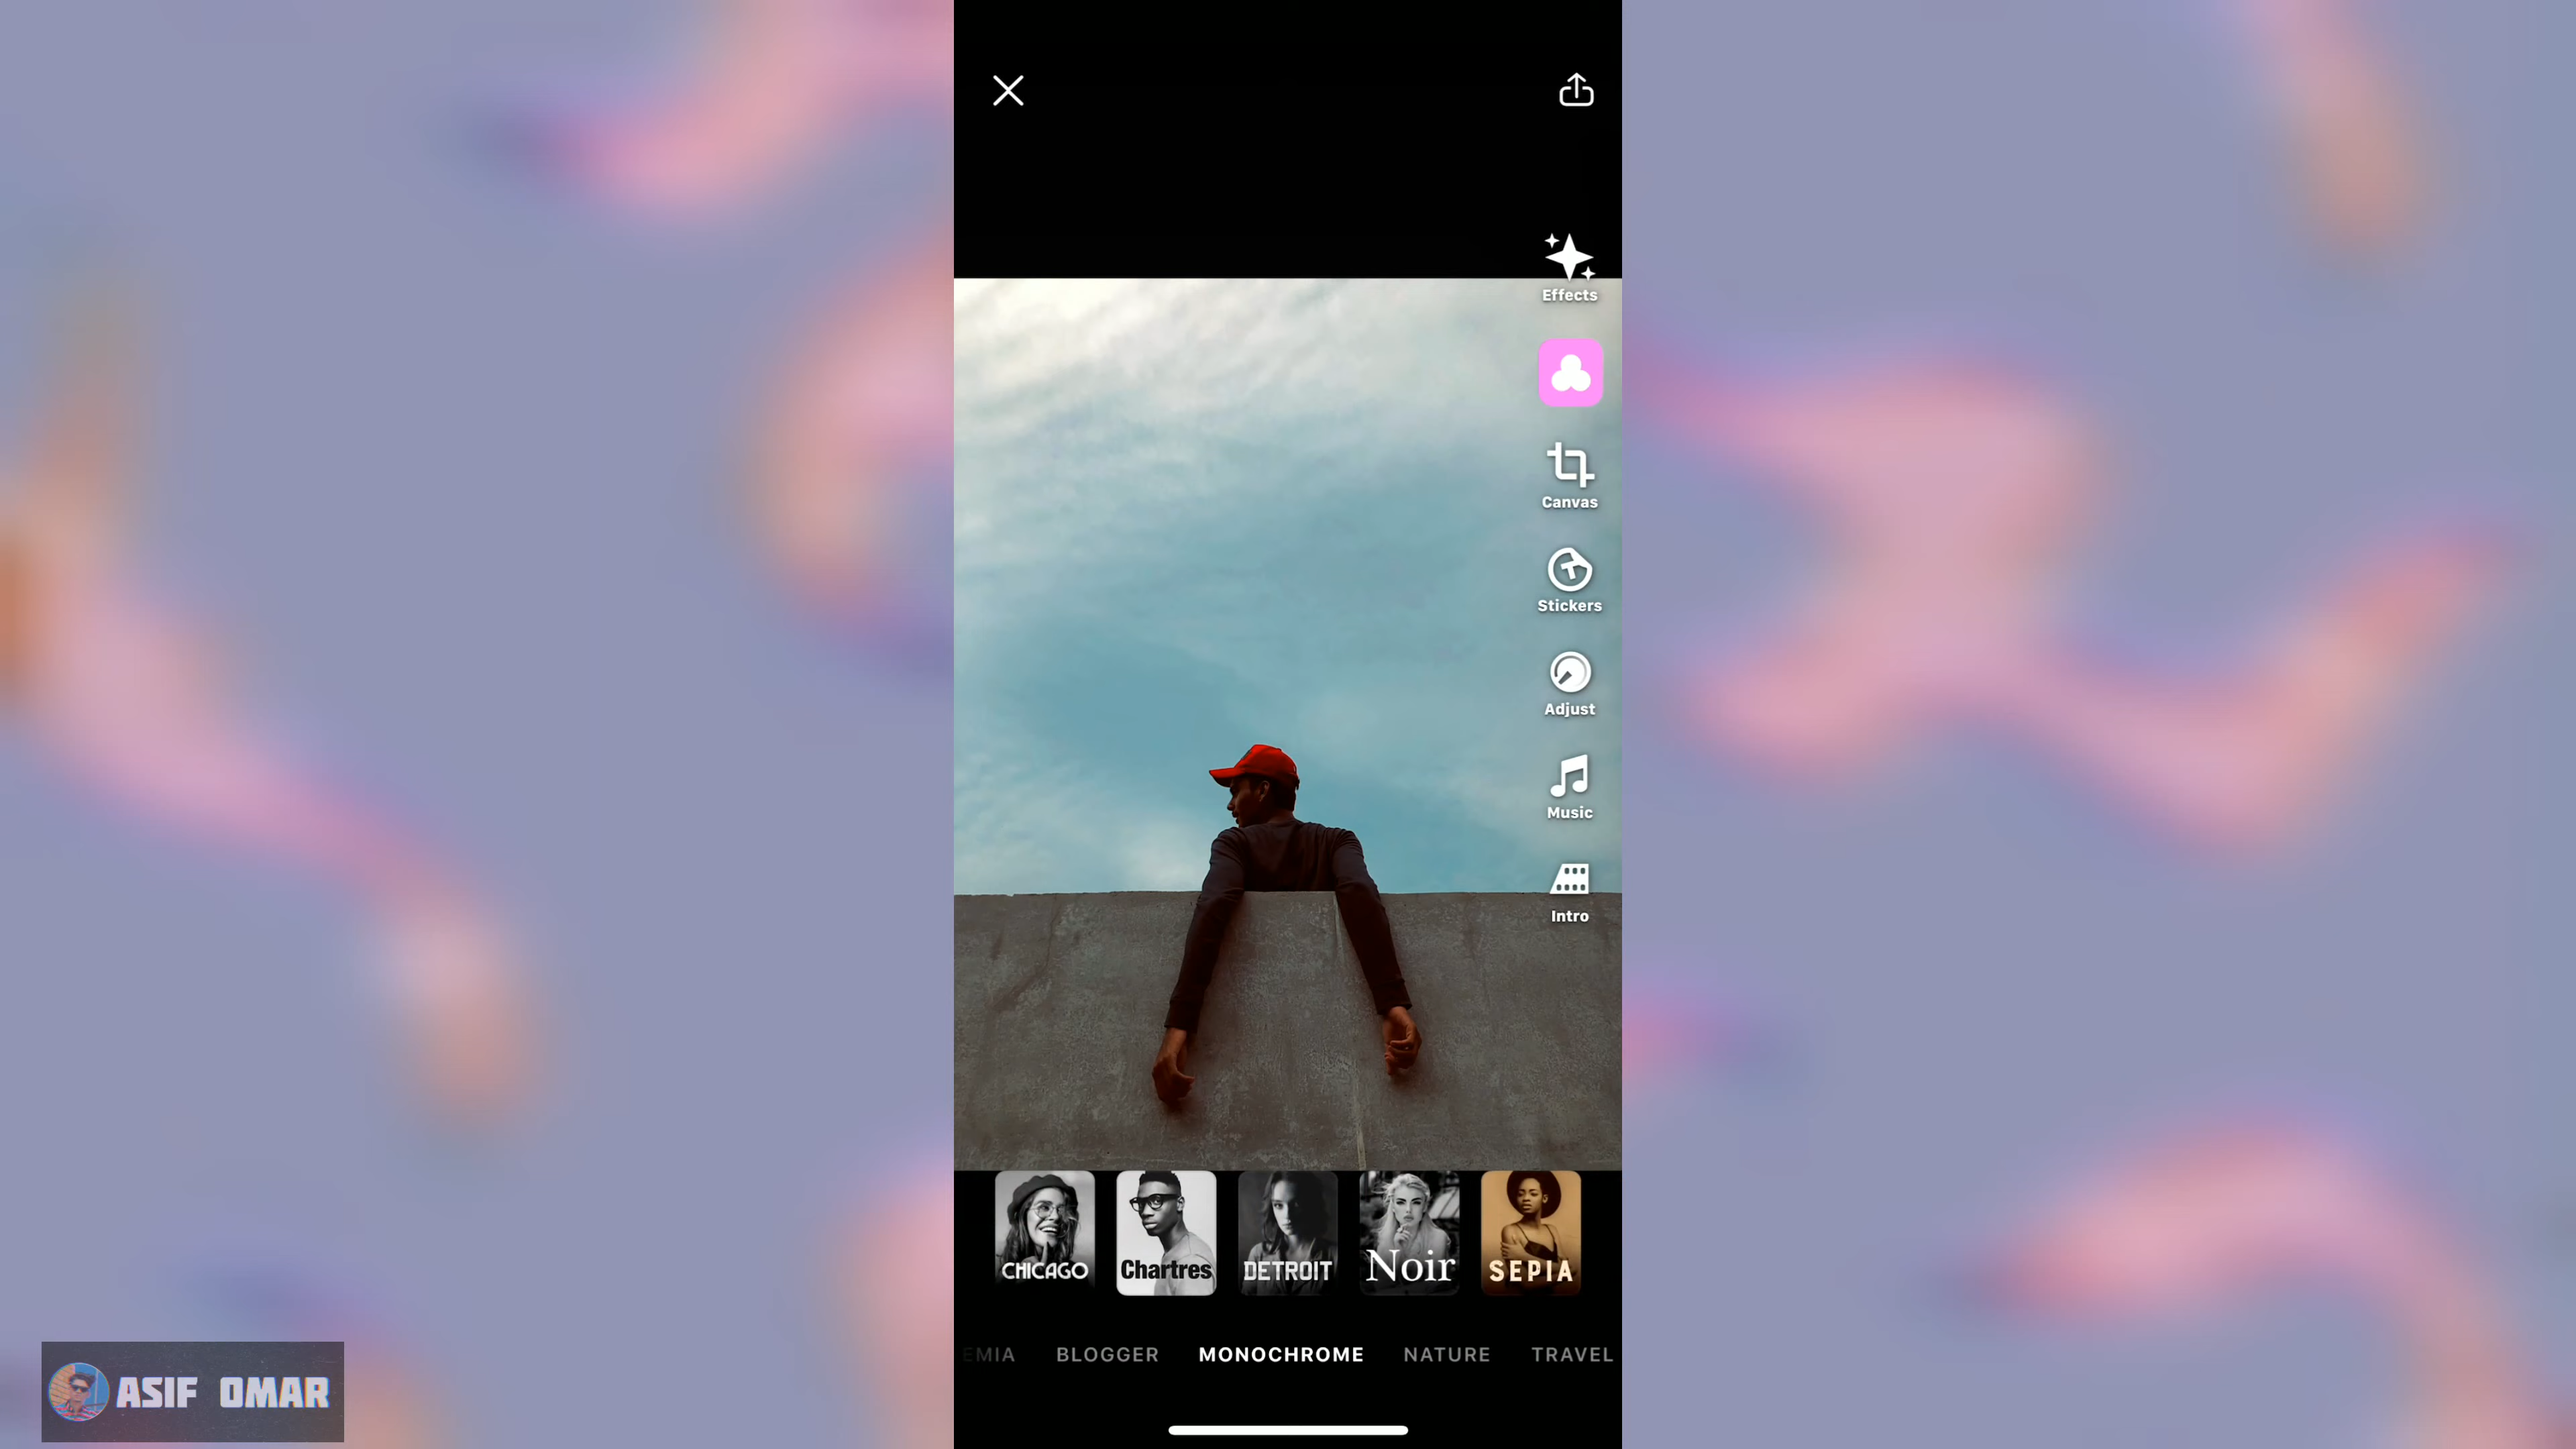 Effects
Canvas
Stickers
Adjust
Music
Intro
CHICAGO
Chartres
DETROIT
Noir
SEPIA
EMIA
BLOGGER
MONOCHROME
NATURE
TRAVEL
ASIF OMAR